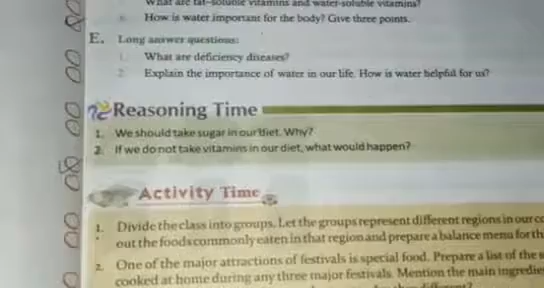 What are fat-soluble vitamins and water-soluble vitamins?
6. How is water important for the body? Give three points.
E. Long answer questions:
1. What are deficiency diseases?
2. Explain the importance of water in our life. How is water helpful for us?
Reasoning Time
1. We should take sugar in our diet. Why?
2. If we do not take vitamins in our diet, what would happen?
Activity Time
1. Divide the class into groups. Let the groups represent different regions in our
out the foods commonly eaten in that region and prepare a balance menu for
2. One of the major attractions of festivals is special food. Prepare a list of the
cooked at home during any three major festivals. Mention the main